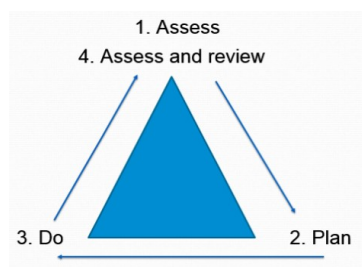 1. Assess
4. Assess and review
3. Do
2. Plan